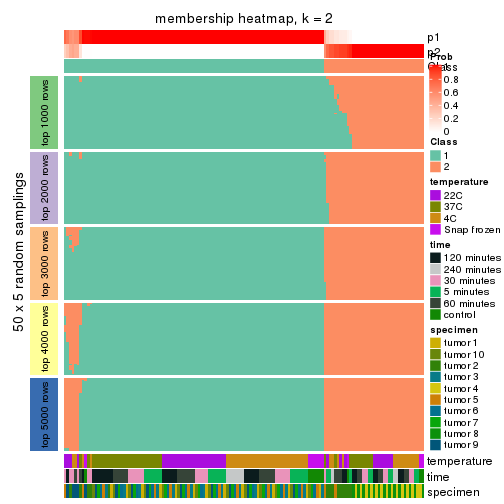 membership heatmap, k = 2
50 x 5 random samplings
top 1000 rows
top 2000 rows
top 3000 rows
top 4000 rows
top 5000 rows
p1
p2
Class
temperature
time
specimen
Prob
0.8
0.6
0.4
0.2
0
Class
1
2
temperature
22C
37C
4C
Snap frozen
time
120 minutes
240 minutes
30 minutes
5 minutes
60 minutes
control
specimen
tumor 1
tumor 10
tumor 2
tumor 3
tumor 4
tumor 5
tumor 6
tumor 7
tumor 8
tumor 9